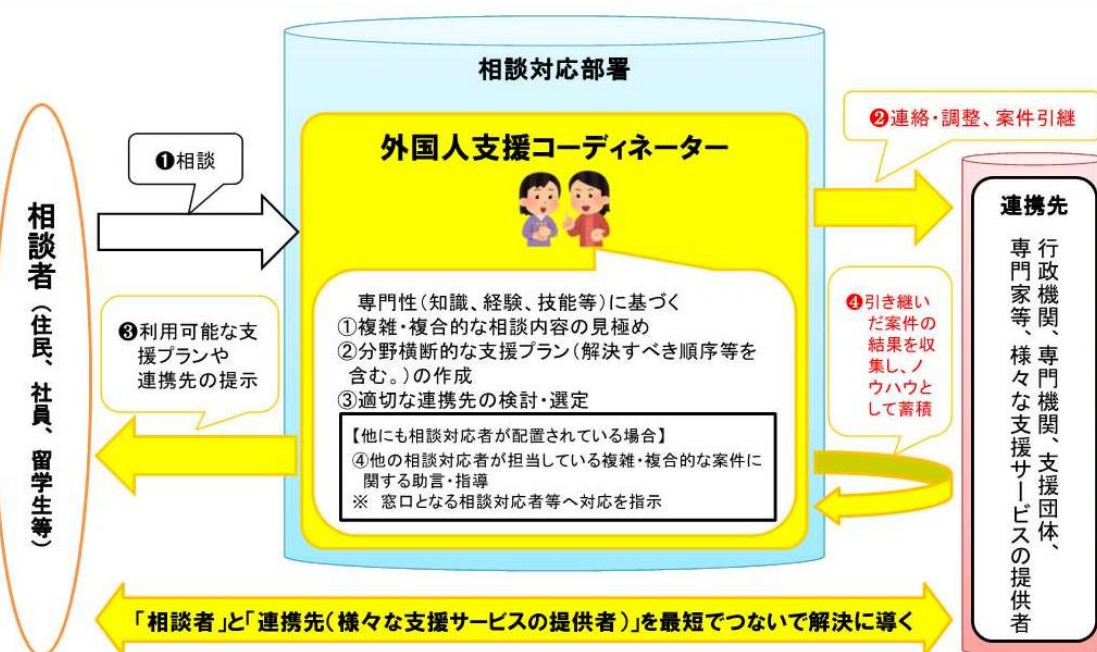 相談対応部署
外国人支援コーディネーター
❶相談
❷連絡・調整、案件引継
相談者（住民、社員、留学生等）
専門性（知識、経験、技能等）に基づく
①複雑・複合的な相談内容の見極め
②分野横断的な支援プラン（解決すべき順序等を
含む。）の作成
③適切な連携先の検討・選定
【他にも相談対応者が配置されている場合】
④他の相談対応者が担当している複雑・複合的な案件に
関する助言・指導
※ 窓口となる相談対応者等へ対応を指示
❸利用可能な支
援プランや
連携先の提示
❹引き継い
だ案件の
結果を収
集し、ノ
ウハウと
して蓄積
連携先
行政機関、専門機関、支援団体、
専門家等、様々な支援サービスの提供者
「相談者」と「連携先（様々な支援サービスの提供者）」を最短でつないで解決に導く